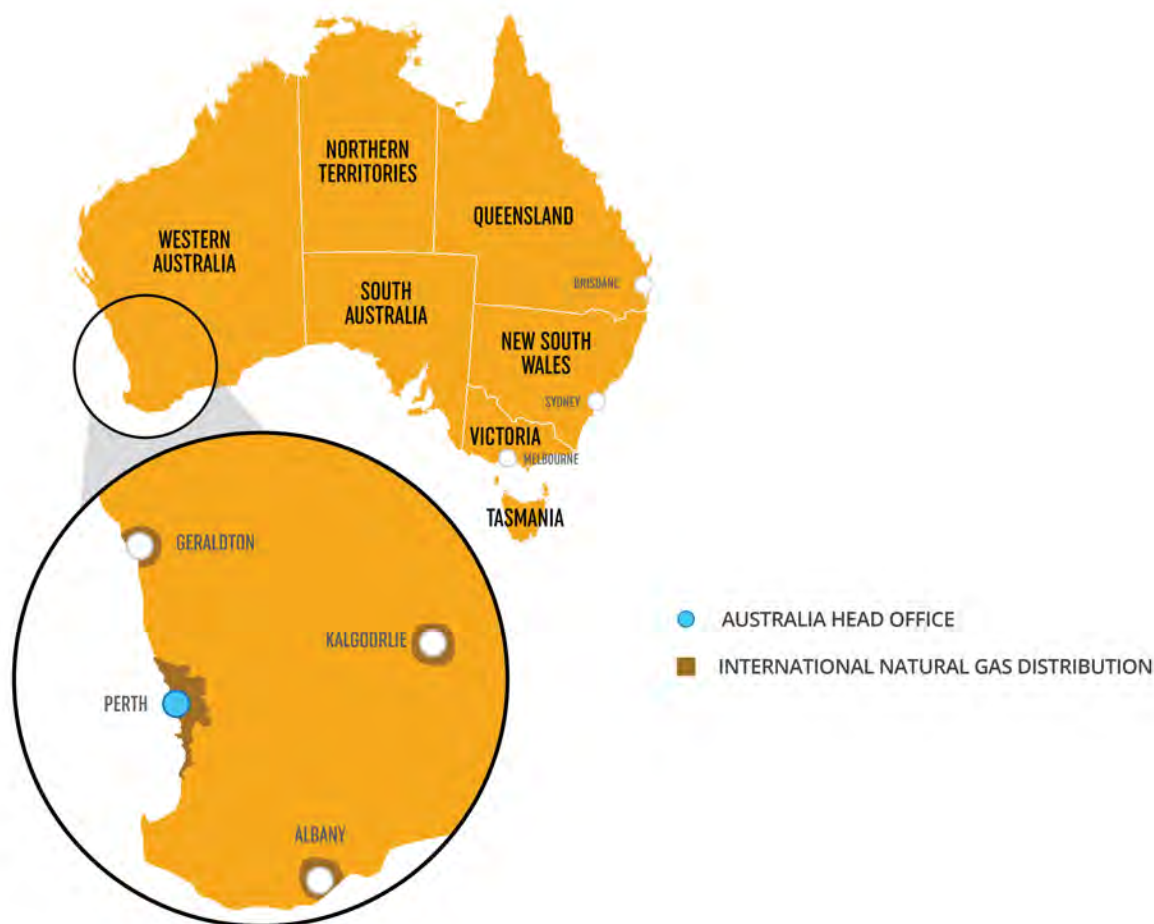 NORTHERN
TERRITORIES
QUEENSLAND
WESTERN
AUSTRALIA
BRISBANE
SOUTH
AUSTRALIA
NEW SOUTH
WALES
SYDNEY
VICTORIA
MELBOURNE
TASMANIA
GERALDTON
KALGOORLIE
PERTH
ALBANY
AUSTRALIA HEAD OFFICE
INTERNATIONAL NATURAL GAS DISTRIBUTION